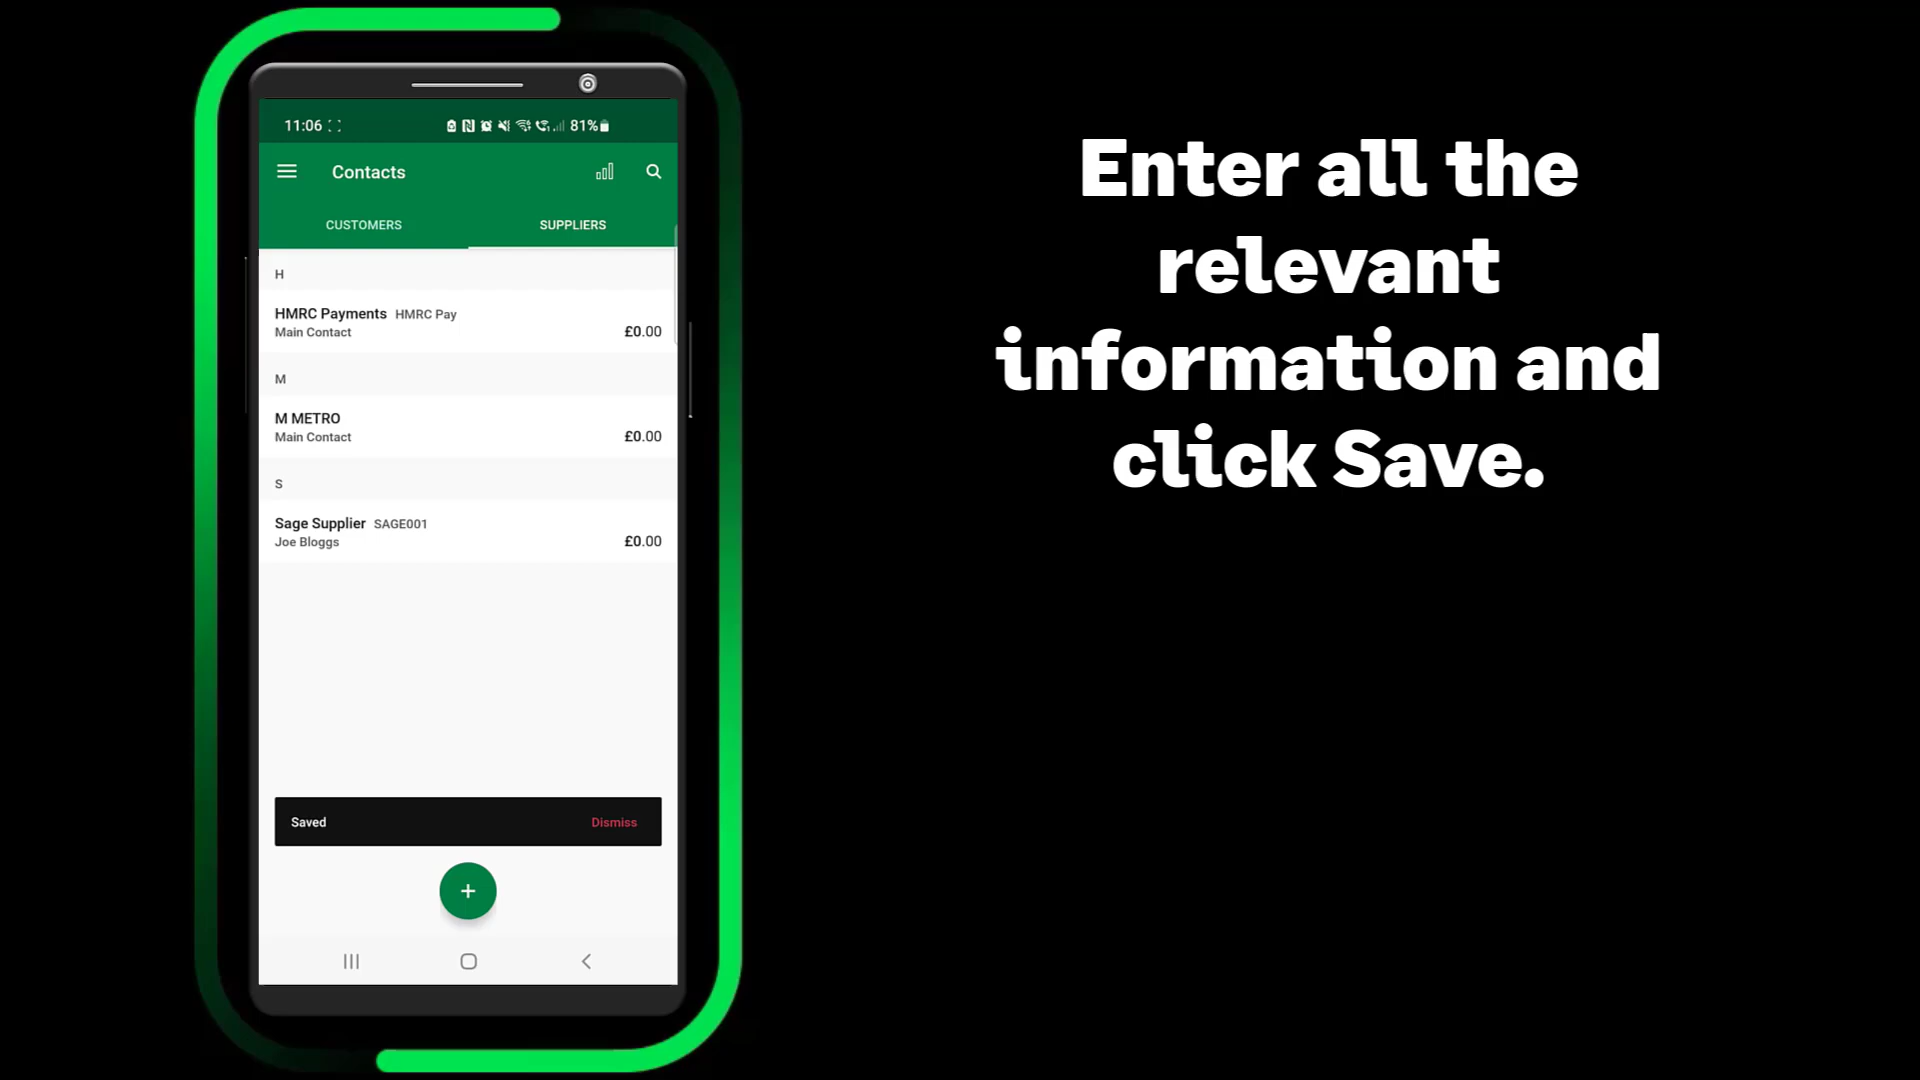 11:06 81%
Contacts
CUSTOMERS SUPPLIERS
H
HMRC Payments HMRC Pay
Main Contact £0.00
M
M METRO
Main Contact £0.00
S
Sage Supplier SAGE001
Joe Bloggs £0.00
Saved Dismiss
+
Enter all the
relevant
information and
click Save.